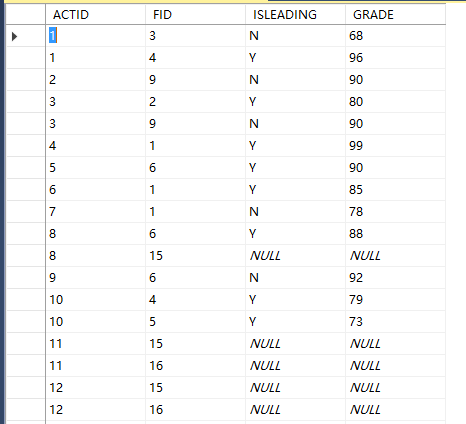 ACTID FID ISLEADING GRADE
1 3 N 68
1 4 Y 96
2 9 N 90
3 2 Y 80
3 9 N 90
4 1 Y 99
5 6 Y 90
6 1 Y 85
7 1 N 78
8 6 Y 88
8 15 NULL NULL
9 6 N 92
10 4 Y 79
10 5 Y 73
11 15 NULL NULL
11 16 NULL NULL
12 15 NULL NULL
12 16 NULL NULL